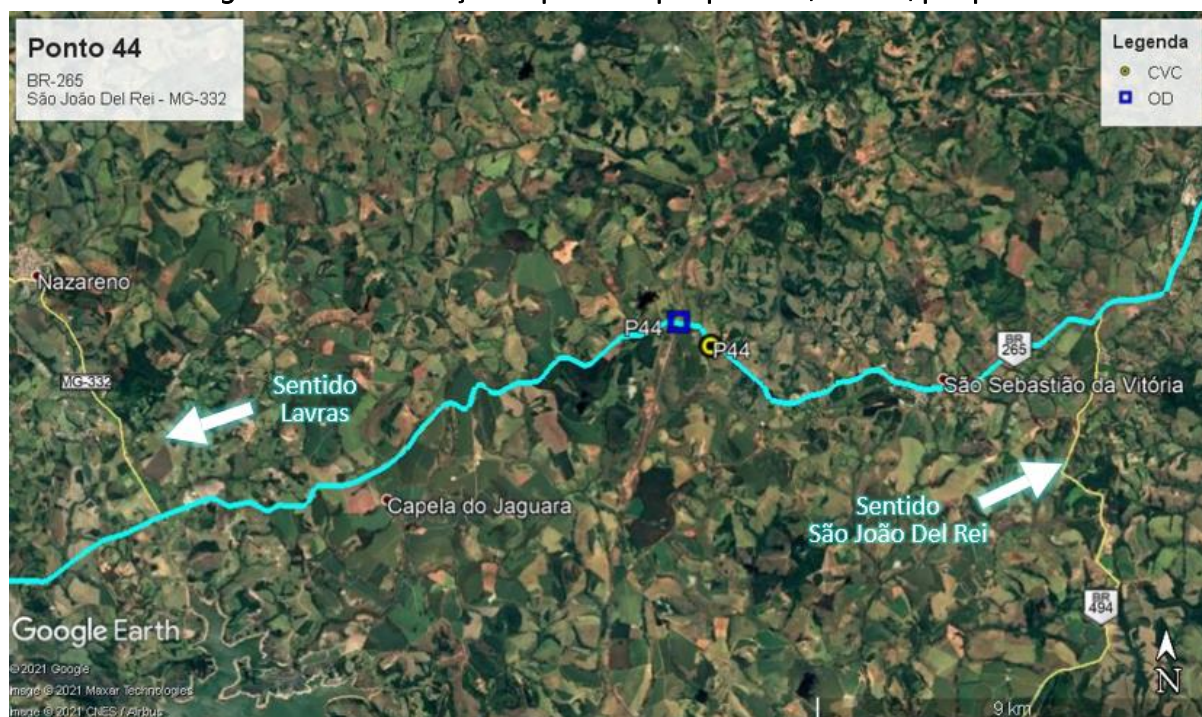 Ponto 44
BR-265
São João Del Rei - MG-332
Legenda
CVC
OD
Nazareno
MG-332
Sentido
Lavras
P44
P44
BR
265
São Sebastião da Vitória
Capela do Jaguara
Sentido
São João Del Rei
BR
494
Google Earth
©2021 Google
Image © 2021 Maxar Technologies
Image © 2021 CNES / Airbus
9 km
N